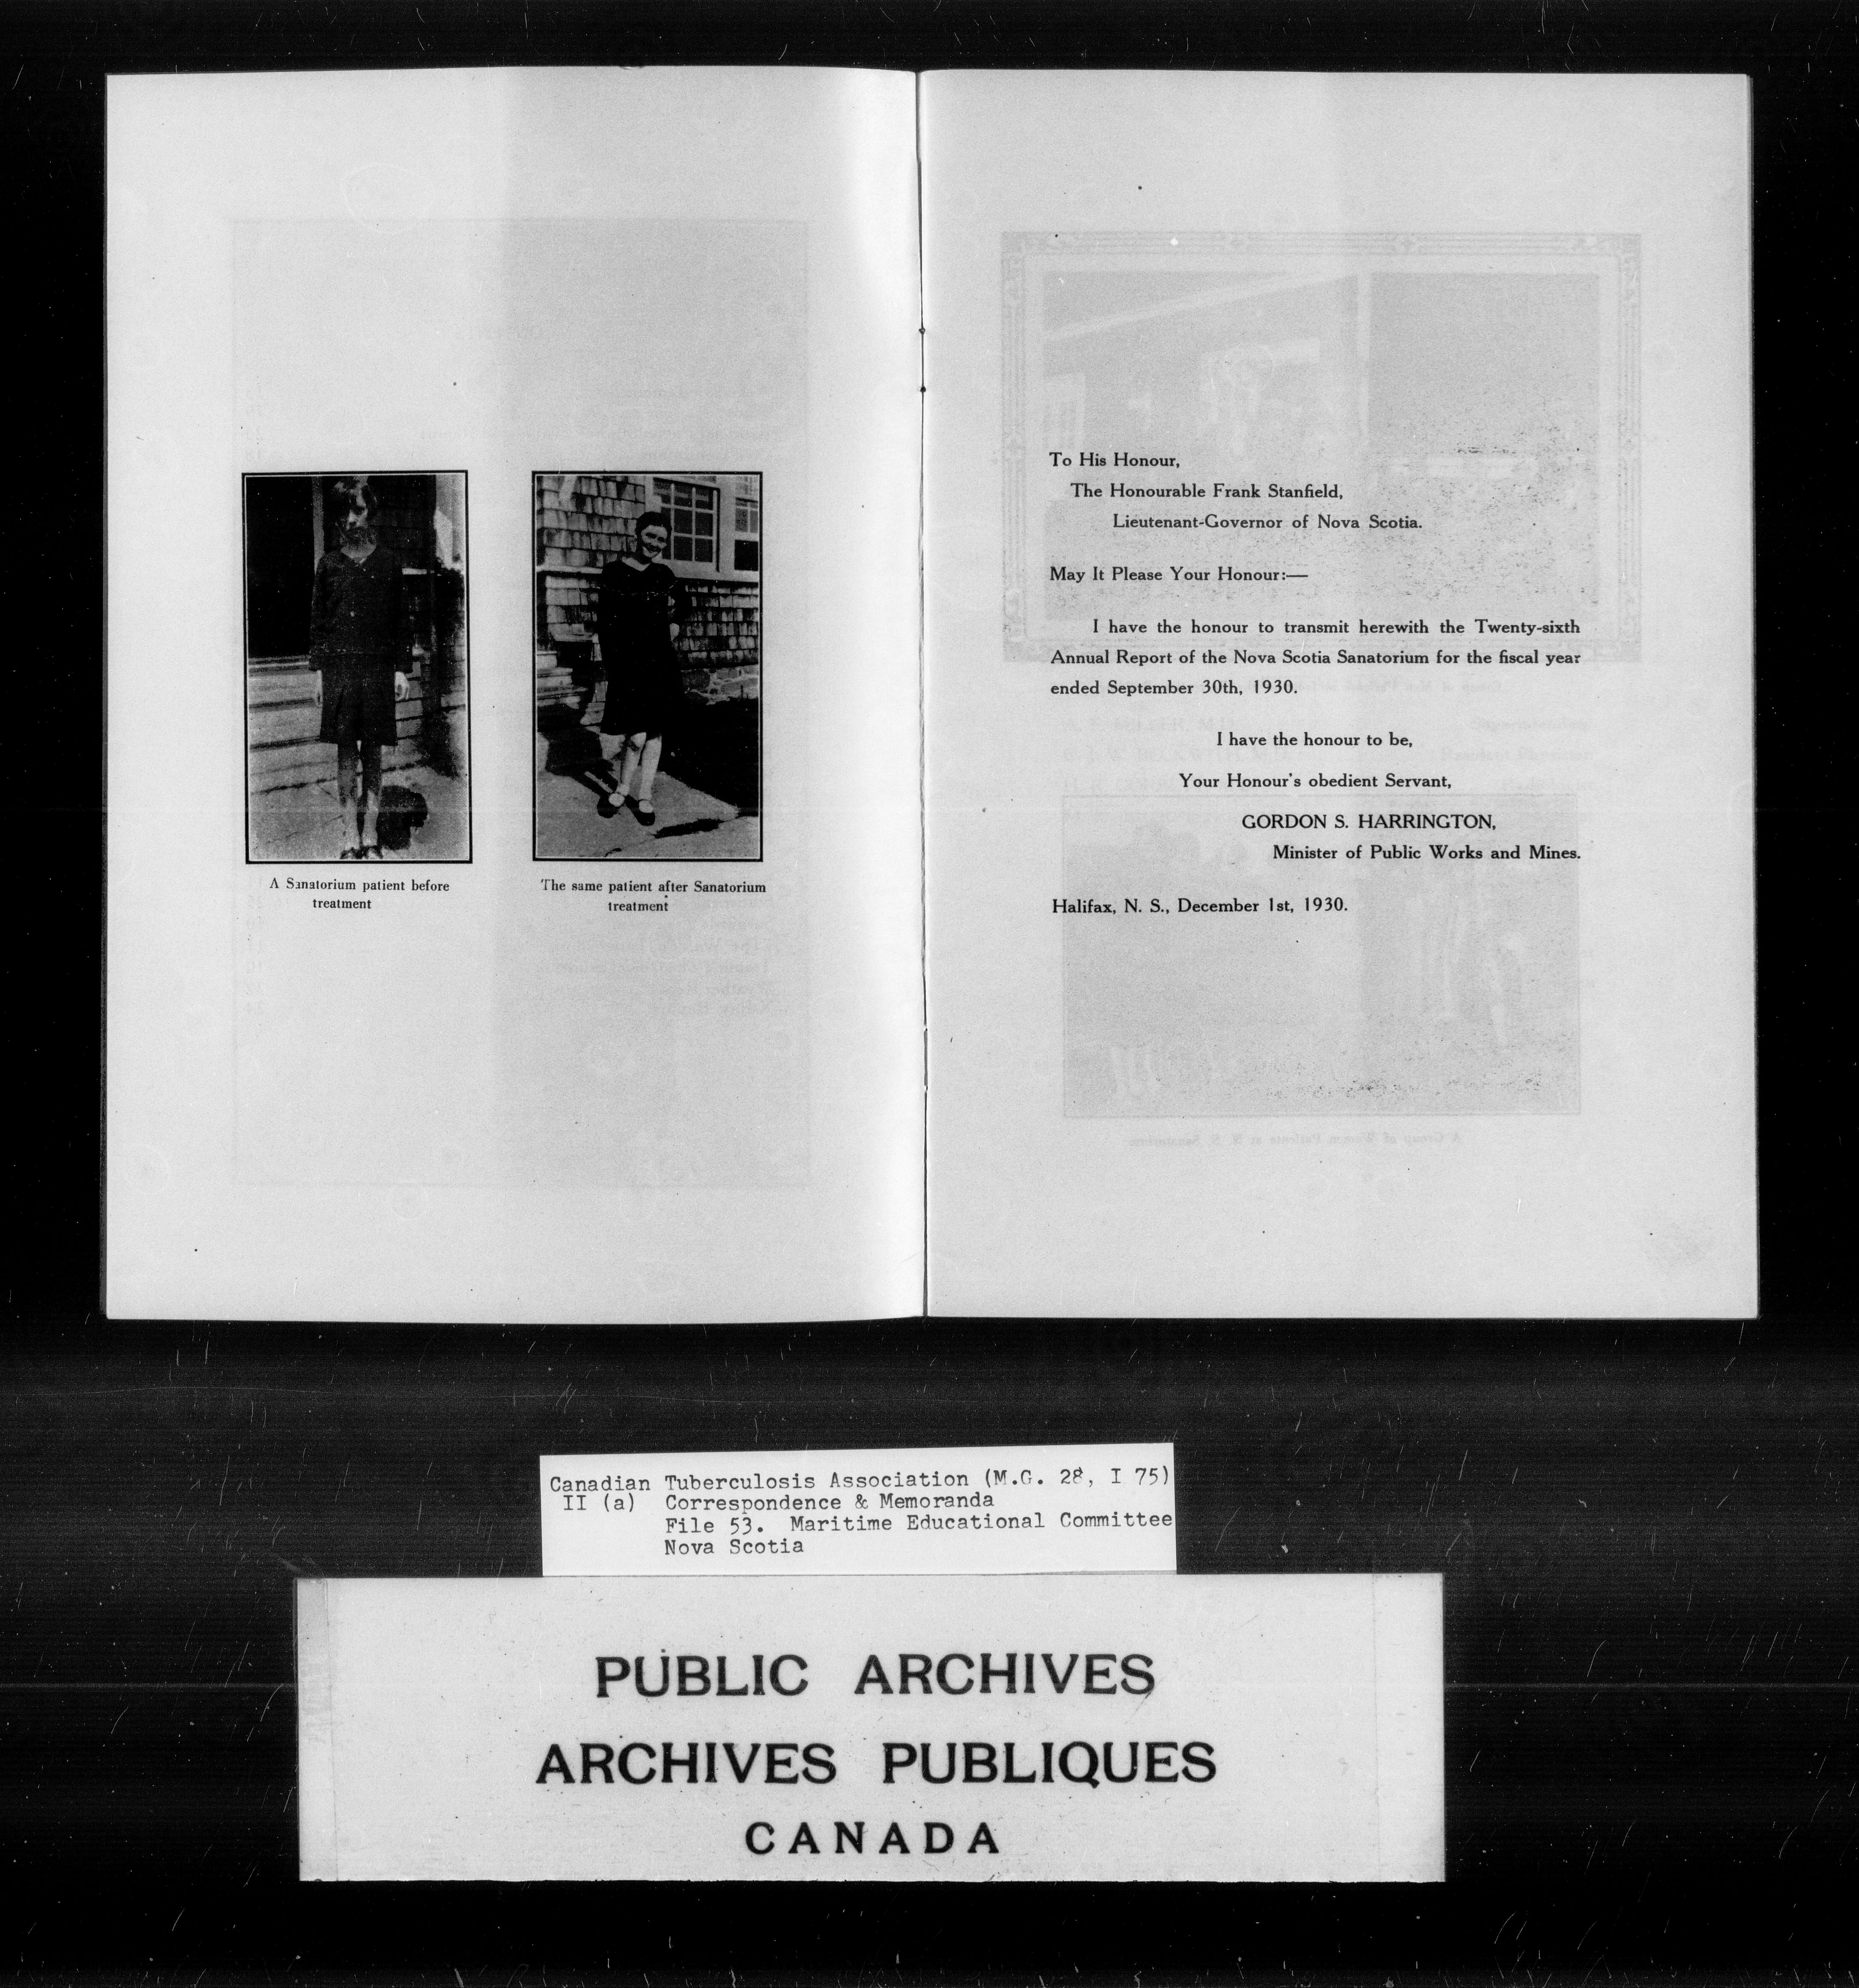 A Sanatorium patient before
treatment
The same patient after Sanatorium
treatment
To His Honour,
The Honourable Frank Stanfield,
Lieutenant-Governor of Nova Scotia.
May It Please Your Honour:—
I have the honour to transmit herewith the Twenty-sixth
Annual Report of the Nova Scotia Sanatorium for the fiscal year
ended September 30th, 1930.
I have the honour to be,
Your Honour's obedient Servant,
GORDON S. HARRINGTON,
Minister of Public Works and Mines.
Halifax, N. S., December 1st, 1930.
Canadian Tuberculosis Association (M.G. 28, I 75)
II (a) Correspondence & Memoranda
File 53. Maritime Educational Committee
Nova Scotia
PUBLIC ARCHIVES
ARCHIVES PUBLIQUES
CANADA